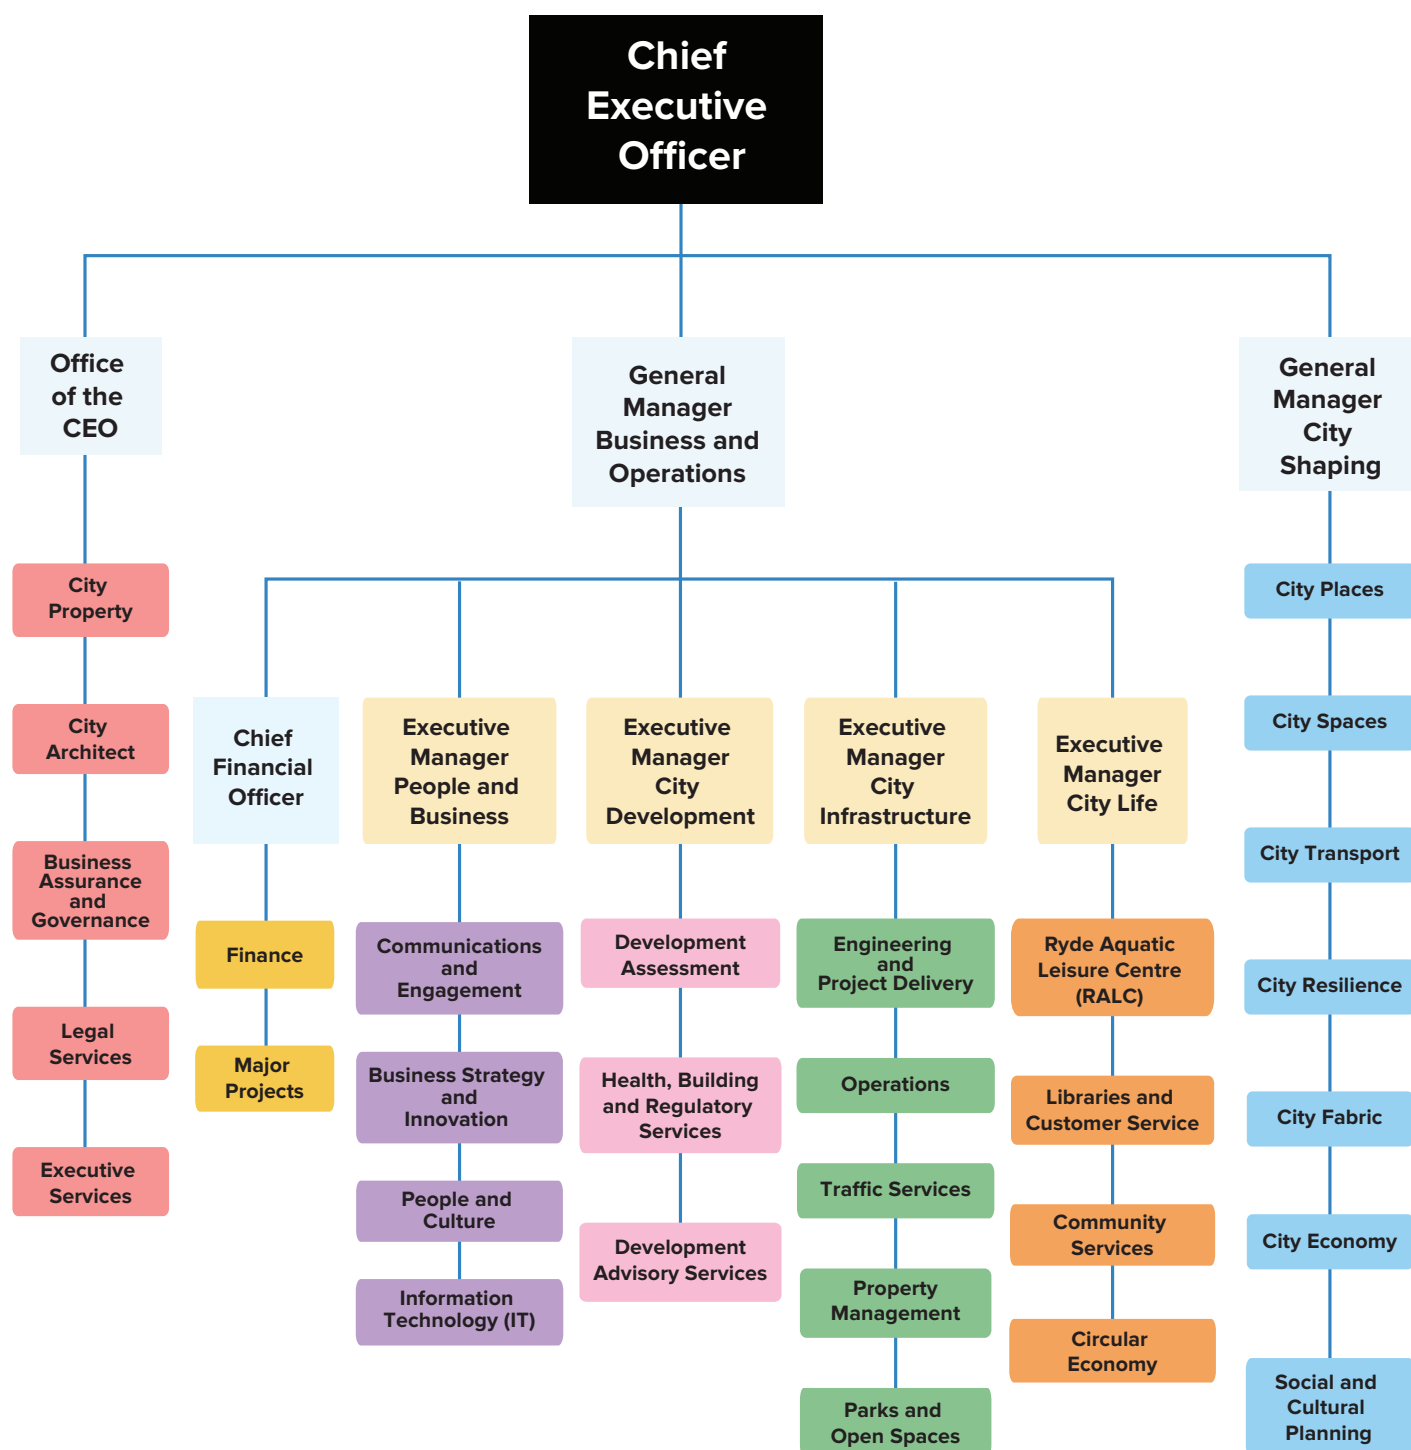 Chief
Executive
Officer
Office
of the
CEO
General
Manager
Business and
Operations
General
Manager
City
Shaping
City
Property
City
Architect
Business
Assurance
and
Governance
Legal
Services
Executive
Services
Chief
Financial
Officer
Finance
Major
Projects
Executive
Manager
People and
Business
Communications
and
Engagement
Business Strategy
and
Innovation
People and
Culture
Information
Technology (IT)
Executive
Manager
City
Development
Development
Assessment
Health, Building
and Regulatory
Services
Development
Advisory Services
Executive
Manager
City
Infrastructure
Engineering
and
Project Delivery
Operations
Traffic Services
Property
Management
Parks and
Open Spaces
Executive
Manager
City Life
Ryde Aquatic
Leisure Centre
(RALC)
Libraries and
Customer Service
Community
Services
Circular
Economy
City Places
City Spaces
City Transport
City Resilience
City Fabric
City Economy
Social and
Cultural
Planning